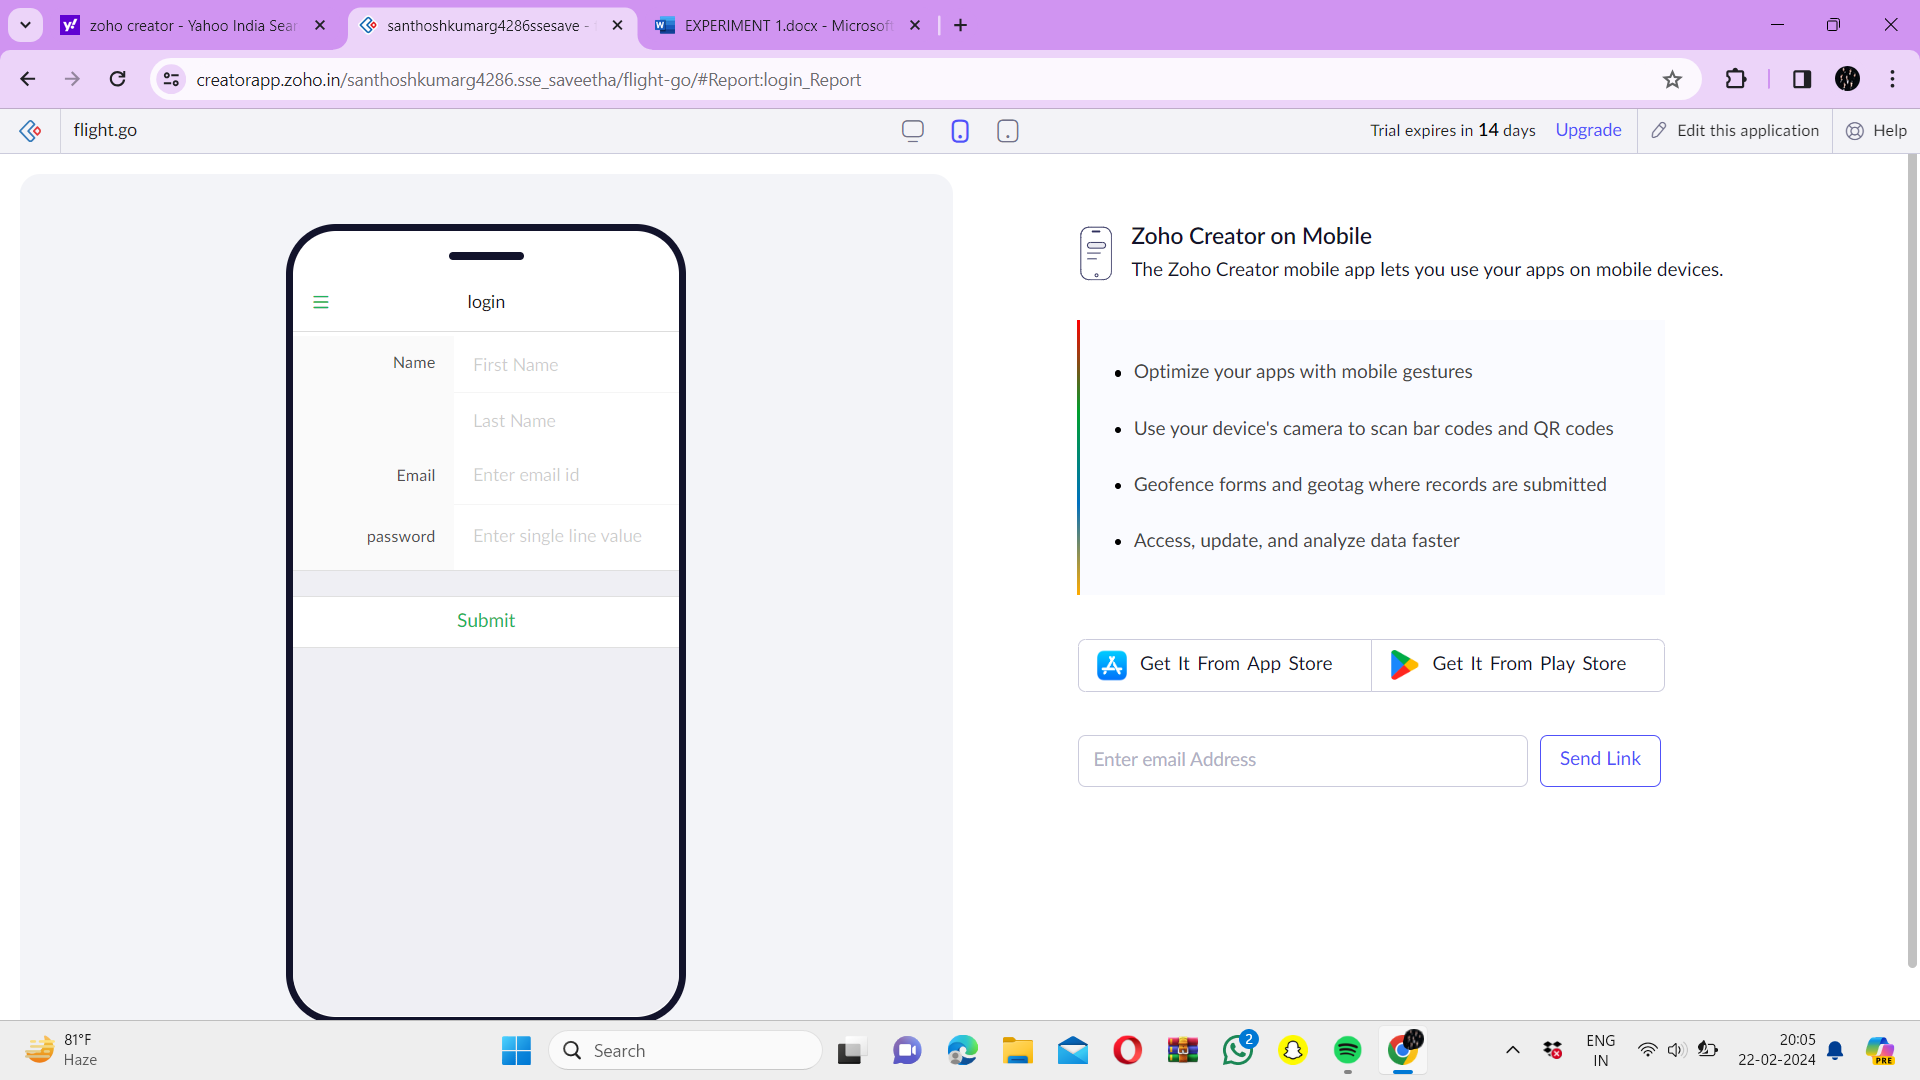 zoho creator - Yahoo India Sear
santhoshkumarg4286ssesave -
EXPERIMENT 1.docx - Microsoft
creatorapp.zoho.in/santhoshkumarg4286.sse_saveetha/flight-go/#Report:login_Report
flight.go
Trial expires in 14 days
Upgrade
Edit this application
Help
login
Name
First Name
Last Name
Email
Enter email id
password
Enter single line value
Submit
Zoho Creator on Mobile
The Zoho Creator mobile app lets you use your apps on mobile devices.
Optimize your apps with mobile gestures
Use your device's camera to scan bar codes and QR codes
Geofence forms and geotag where records are submitted
Access, update, and analyze data faster
Get It From App Store
Get It From Play Store
Enter email Address
Send Link
81°F
Haze
Search
2
ENG
IN
20:05
22-02-2024
PRE